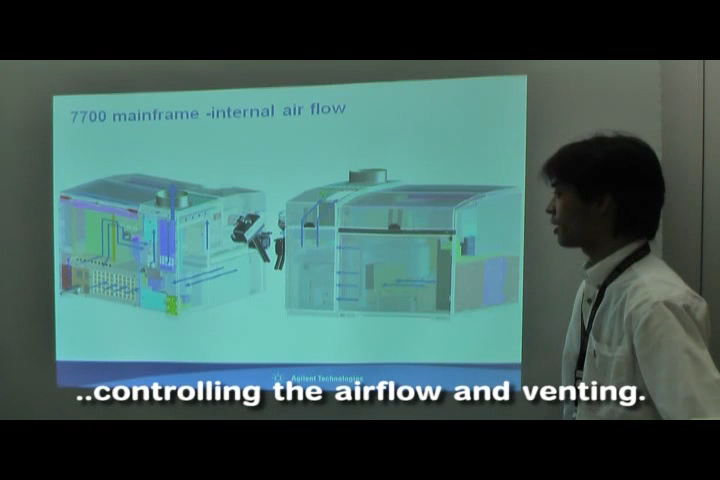 7700 mainframe -internal air flow
Agilent Technologies
..controlling the airflow and venting.